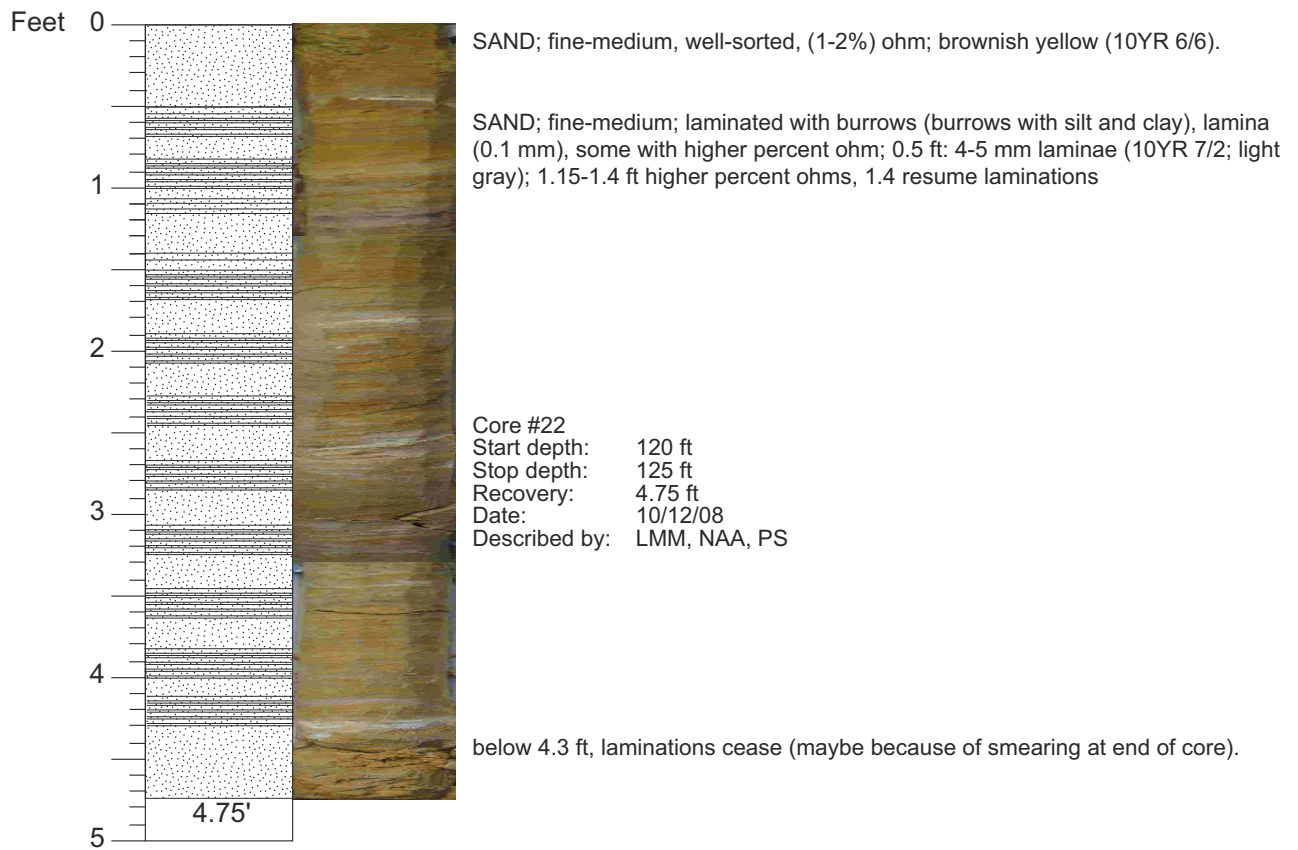 Feet 0
SAND; fine-medium, well-sorted, (1-2%) ohm; brownish yellow (10YR 6/6).
SAND; fine-medium; laminated with burrows (burrows with silt and clay), lamina
(0.1 mm), some with higher percent ohm; 0.5 ft: 4-5 mm laminae (10YR 7/2; light
gray); 1.15-1.4 ft higher percent ohms, 1.4 resume laminations
1
2
Core #22
Start depth: 120 ft
Stop depth: 125 ft
Recovery: 4.75 ft
Date: 10/12/08
Described by: LMM, NAA, PS
3
4
below 4.3 ft, laminations cease (maybe because of smearing at end of core).
4.75'
5